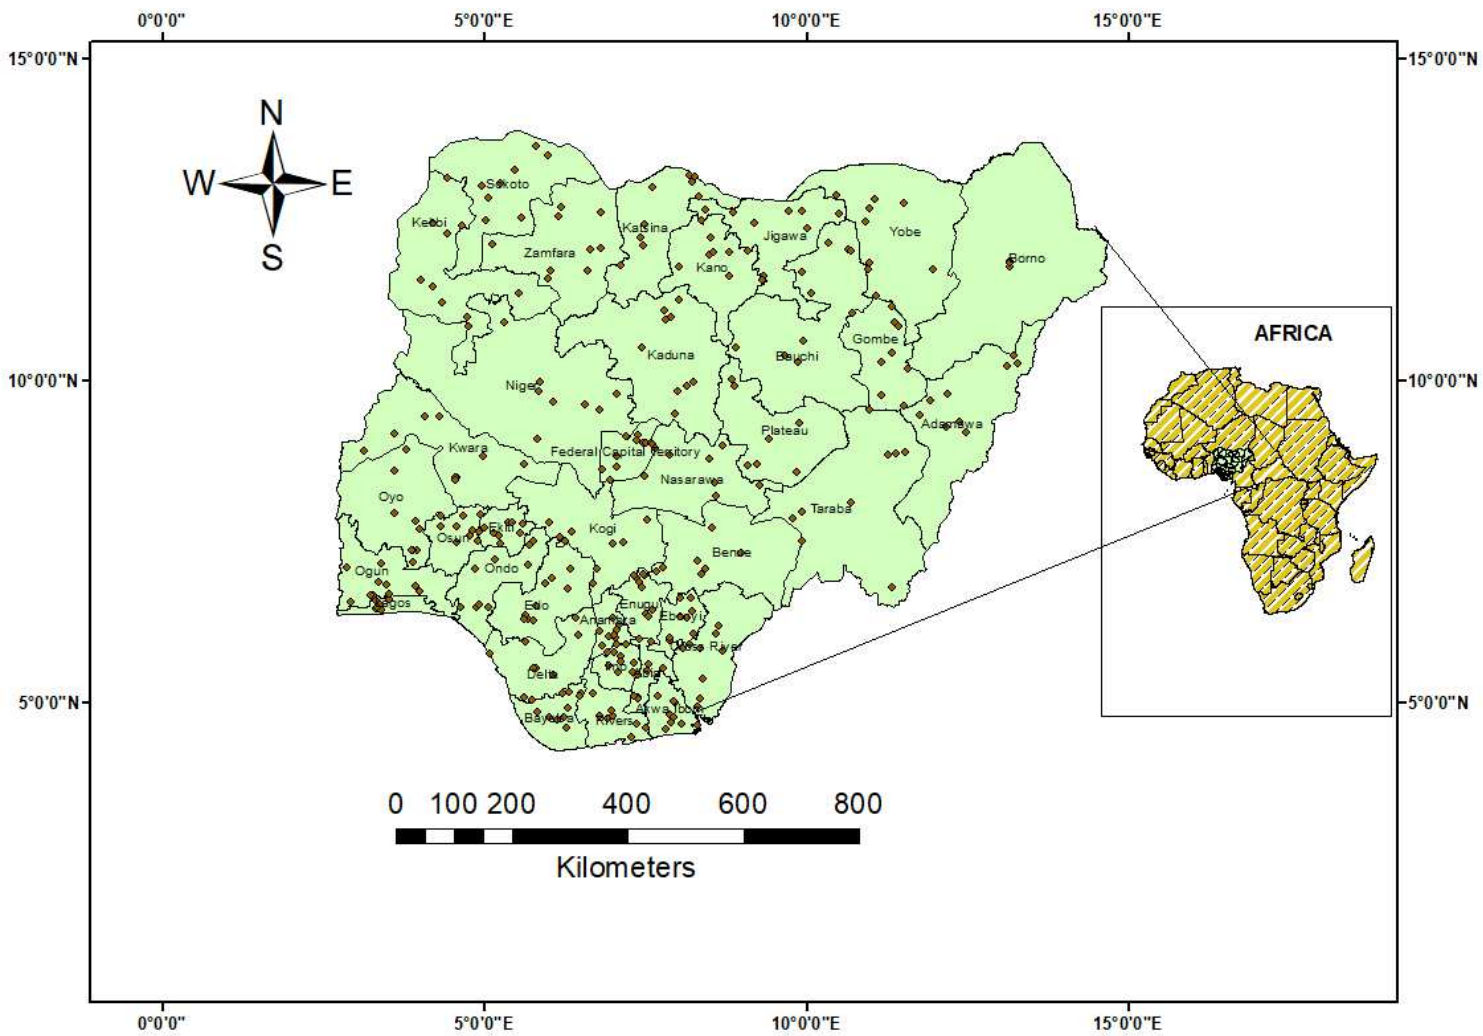 0°0'0" 5°0'0"E 10°0'0"E 15°0'0"E
15°0'0"N 15°0'0"N
N
W E
S
Sokoto
Kebbi Katsina Jigawa Yobe
Zamfara Kano Borno
AFRICA
Kaduna Bauchi Gombe
10°0'0"N 10°0'0"N
Niger
Plateau Adamawa
Kwara Federal Capital Territory
Nasarawa
Oyo Taraba
Osun Ekiti Kogi
Benue
Ogun Ondo
Lagos Edo Enugu
Anambra Ebonyi
Cross River
Delta Imo Abia
5°0'0"N 5°0'0"N
Bayelsa Rivers Akwa Ibom
0 100 200 400 600 800
Kilometers
0°0'0" 5°0'0"E 10°0'0"E 15°0'0"E